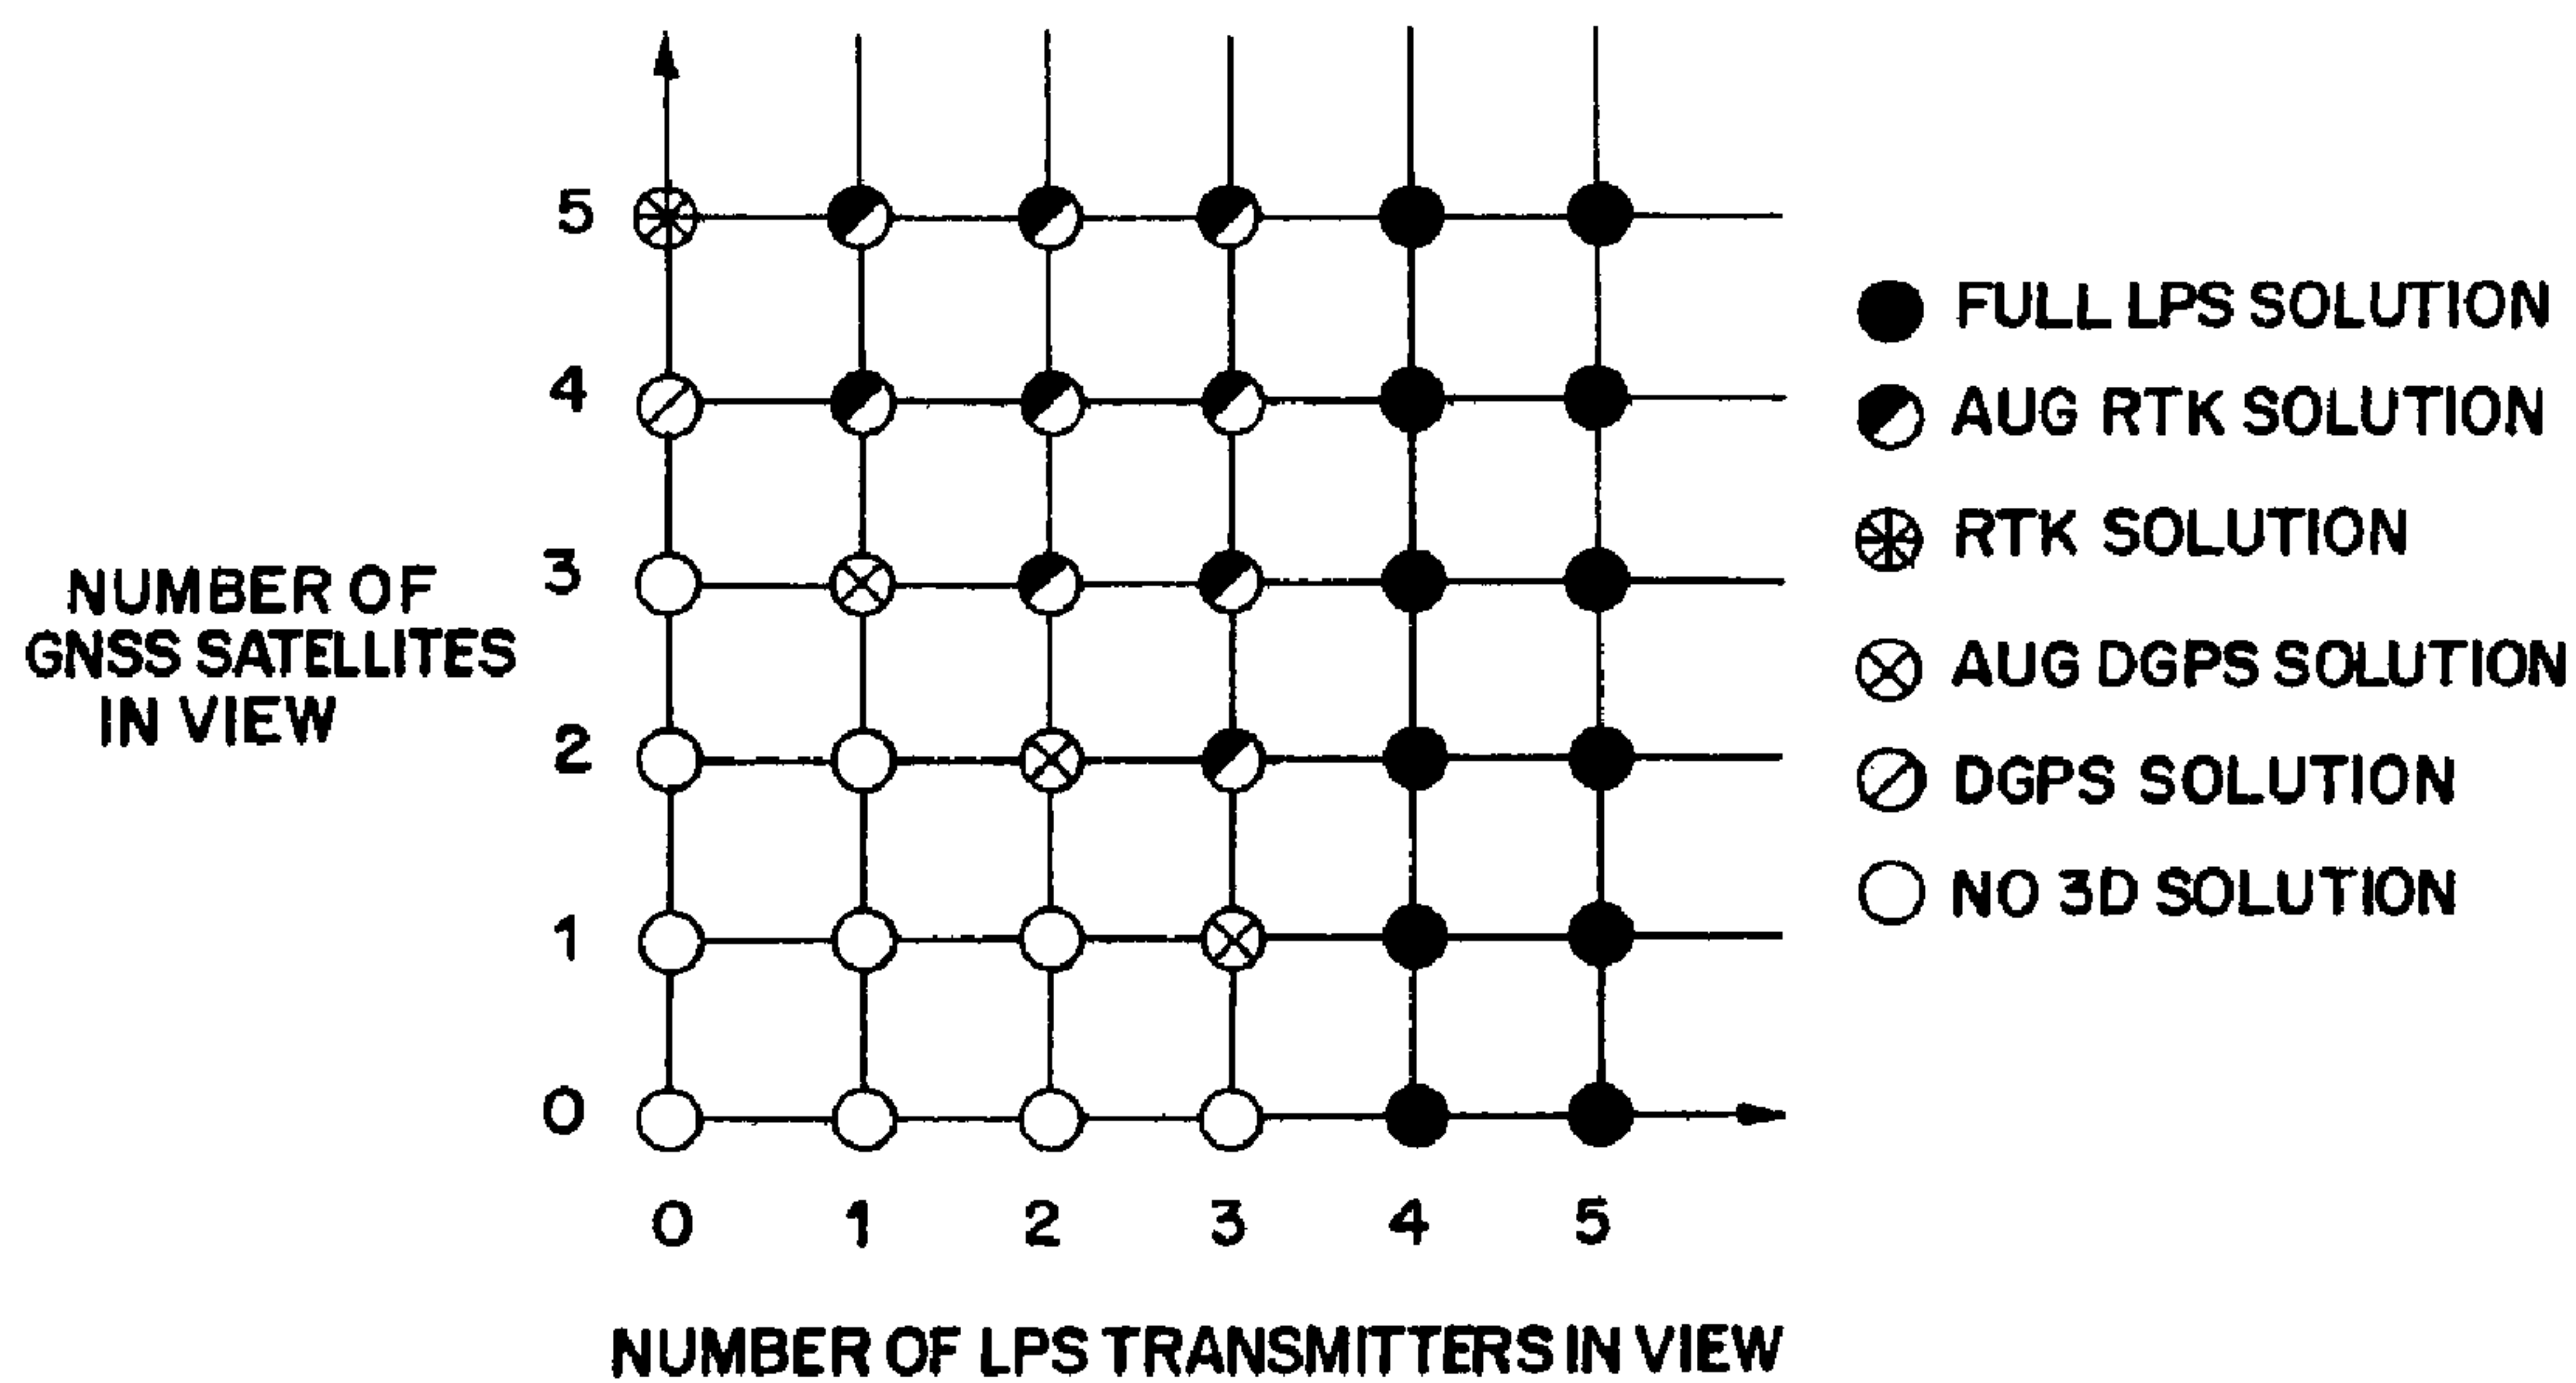 5
4
3
2
1
0
NUMBER OF
GNSS SATELLITES
IN VIEW
0 1 2 3 4 5
NUMBER OF LPS TRANSMITTERS IN VIEW
FULL LPS SOLUTION
AUG RTK SOLUTION
RTK SOLUTION
AUG DGPS SOLUTION
DGPS SOLUTION
NO 3D SOLUTION